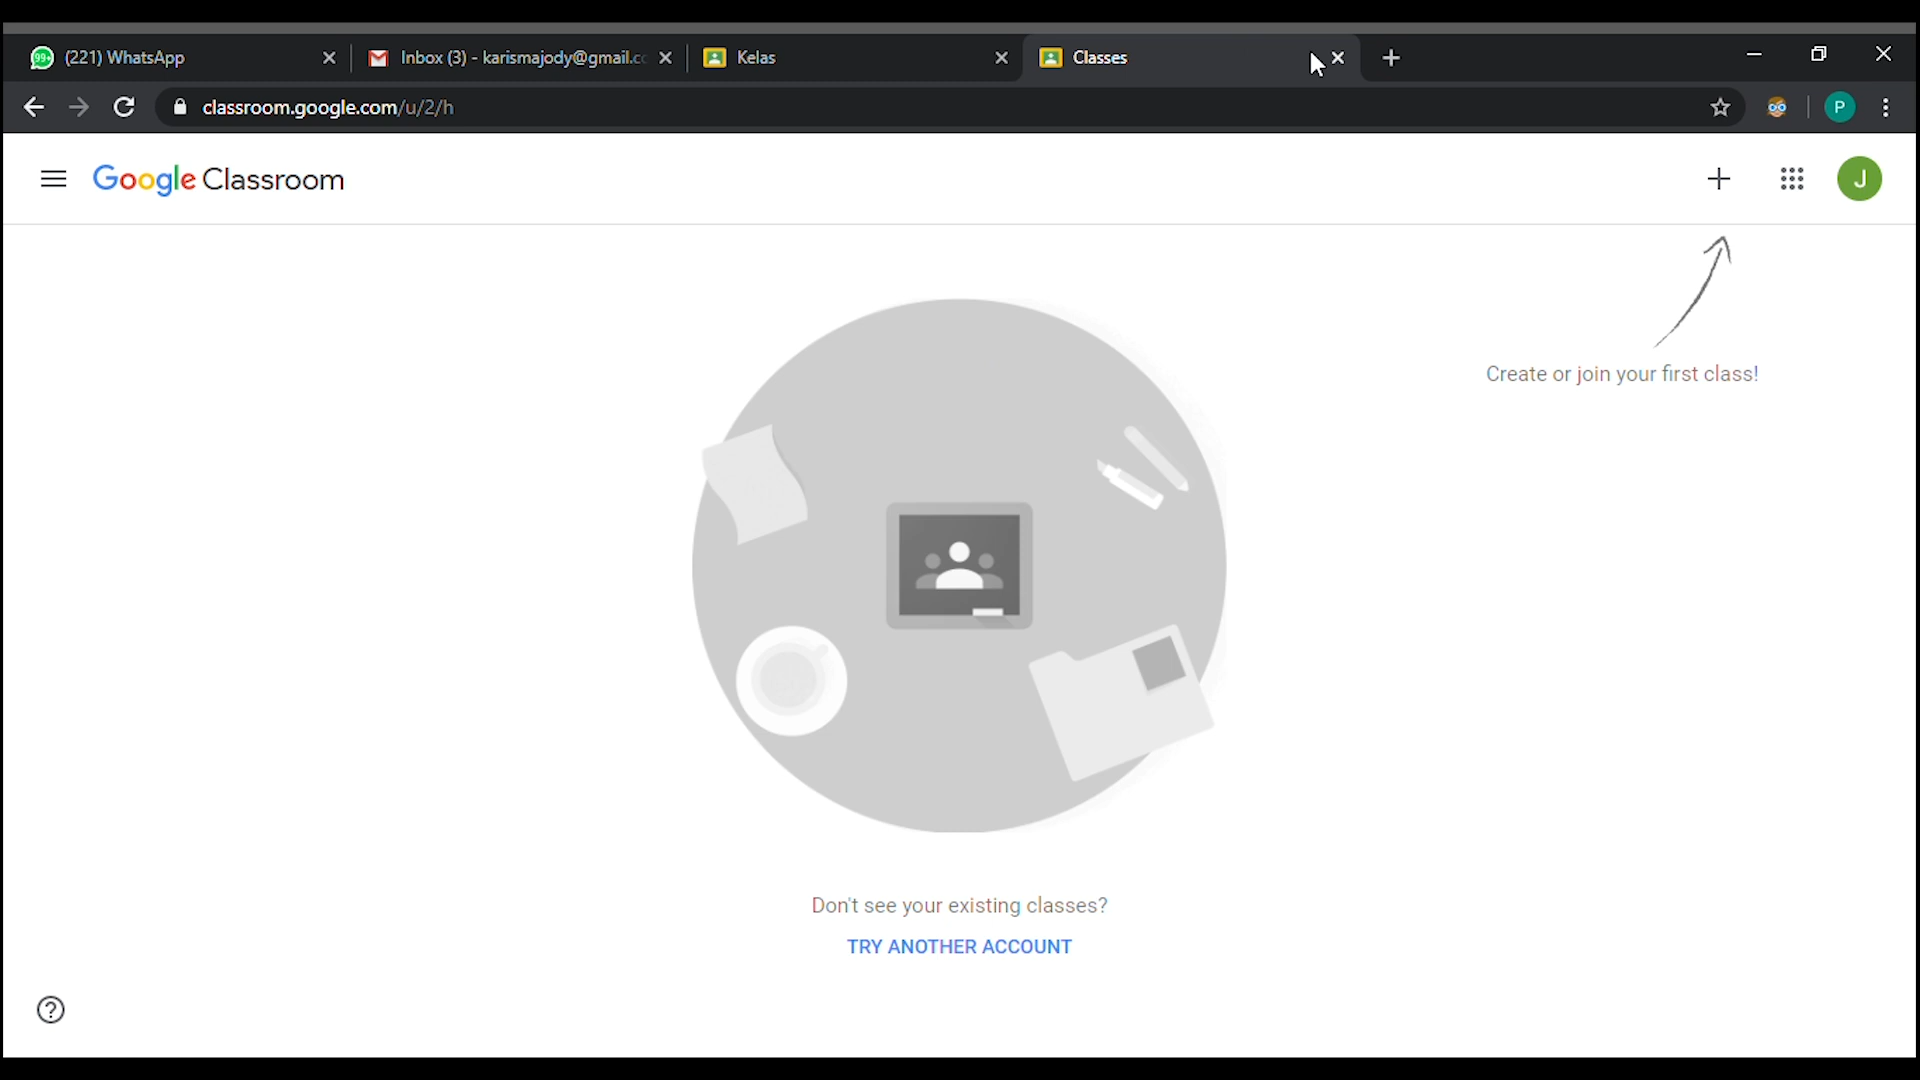 99+ (221) WhatsApp
Inbox (3) - karismajody@gmail.c
Kelas
Classes
classroom.google.com/u/2/h
P
Google Classroom
J
Create or join your first class!
Don't see your existing classes?
TRY ANOTHER ACCOUNT
?